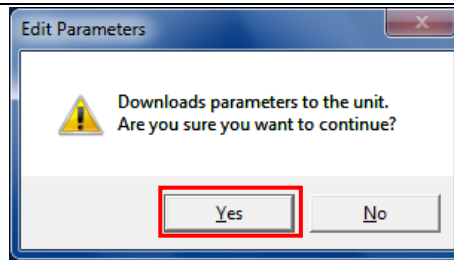 Edit Parameters
Downloads parameters to the unit.
Are you sure you want to continue?
Yes
No